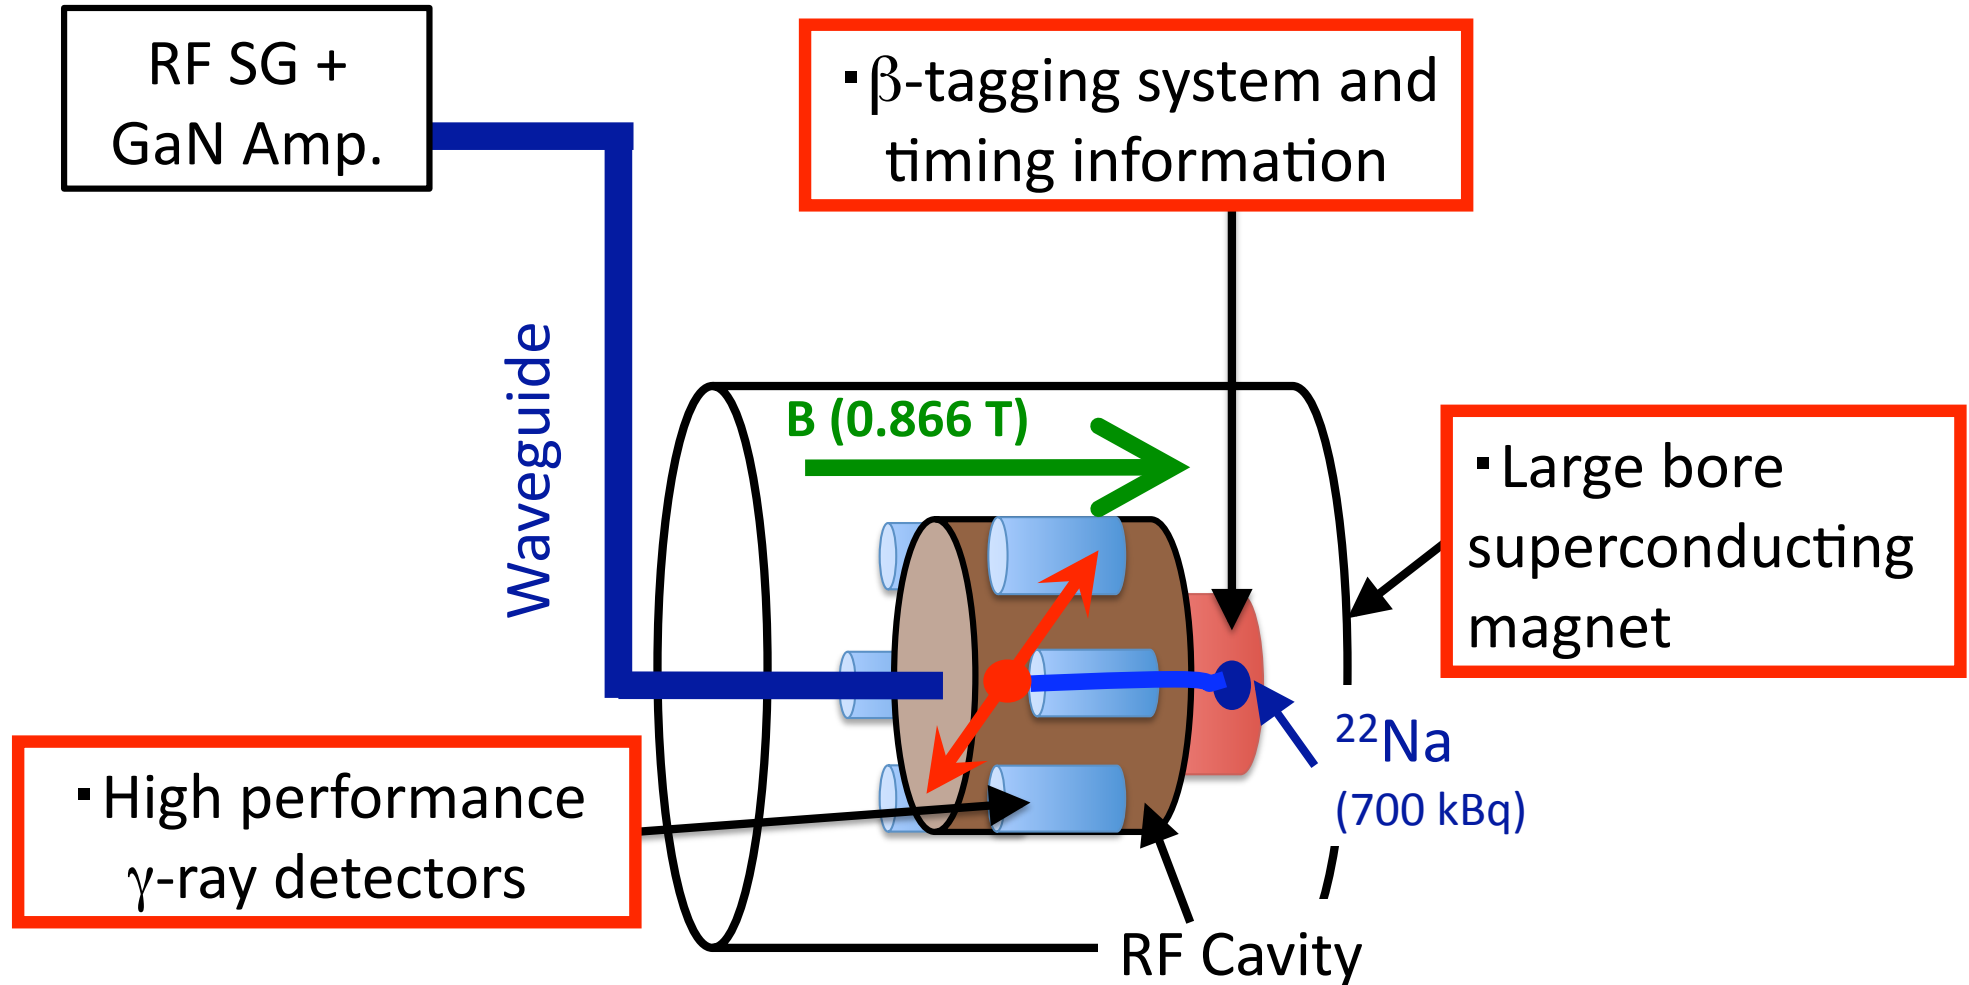 RF SG +
GaN Amp.
▪β-tagging system and
timing information
Waveguide
B (0.866 T)
▪Large bore
superconducting
magnet
²²Na
(700 kBq)
▪High performance
γ-ray detectors
RF Cavity